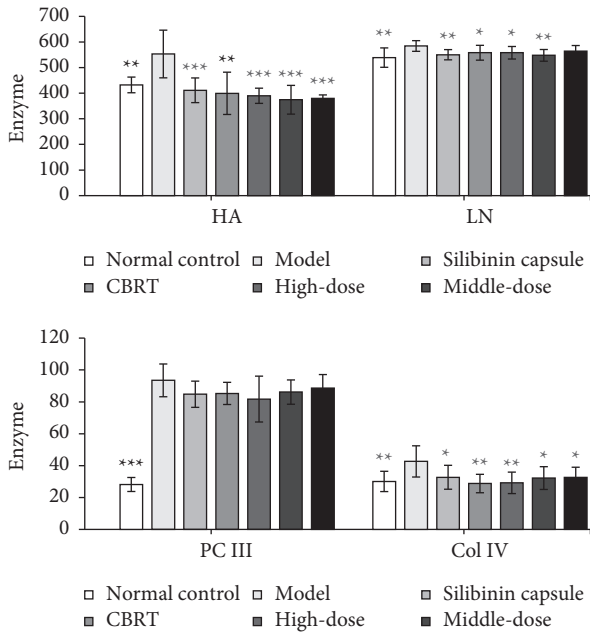 700
600
500
400
300
200
100
0
Enzyme
** *** ** *** *** ***
** * * * **
HA LN
Normal control Model Silibinin capsule
CBRT High-dose Middle-dose
120
100
80
60
40
20
0
Enzyme
***
** * ** ** * *
PC III Col IV
Normal control Model Silibinin capsule
CBRT High-dose Middle-dose